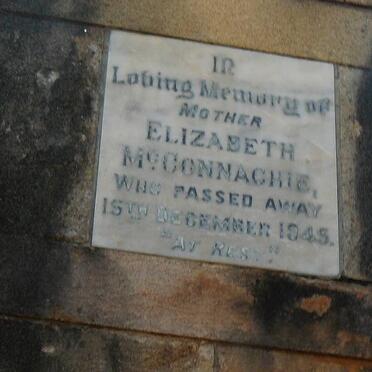 IN
Loving Memory of
MOTHER
ELIZABETH
McCONNACHIE,
WHO PASSED AWAY
15TH DECEMBER 1945.
"AT REST."